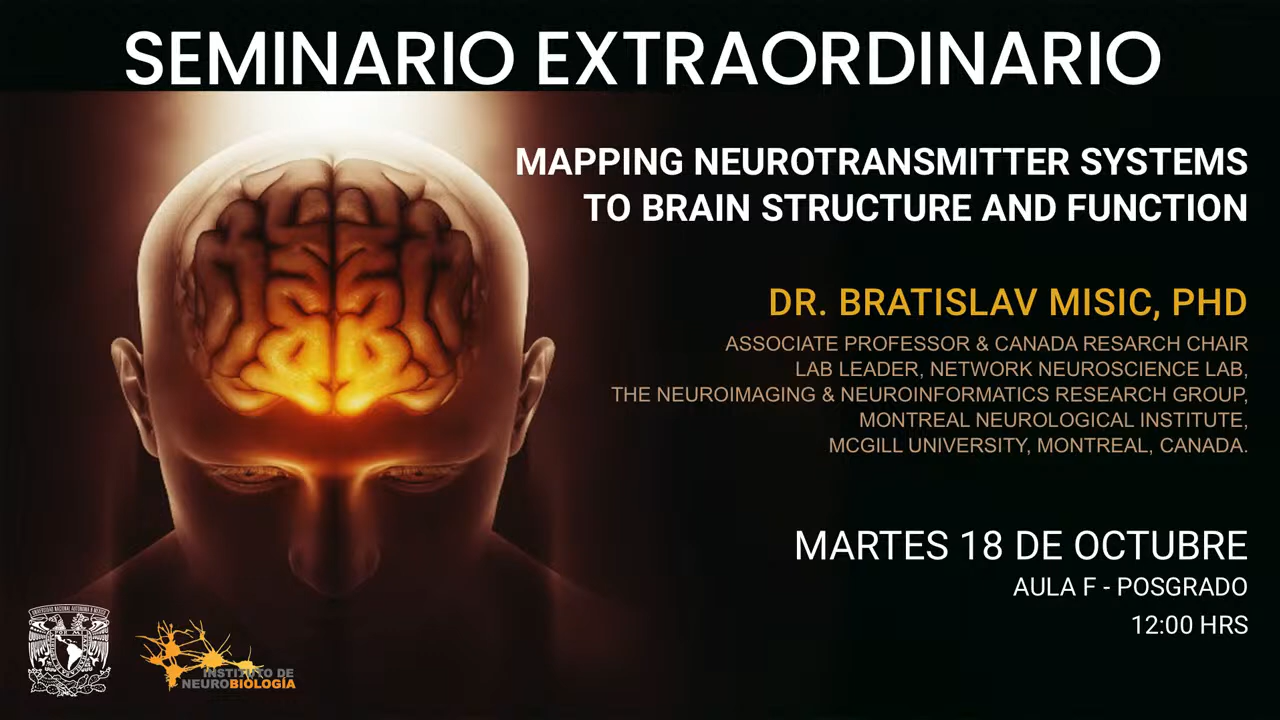 SEMINARIO EXTRAORDINARIO
MAPPING NEUROTRANSMITTER SYSTEMS
TO BRAIN STRUCTURE AND FUNCTION
DR. BRATISLAV MISIC, PHD
ASSOCIATE PROFESSOR & CANADA RESARCH CHAIR
LAB LEADER, NETWORK NEUROSCIENCE LAB,
THE NEUROIMAGING & NEUROINFORMATICS RESEARCH GROUP,
MONTREAL NEUROLOGICAL INSTITUTE,
MCGILL UNIVERSITY, MONTREAL, CANADA.
MARTES 18 DE OCTUBRE
AULA F - POSGRADO
12:00 HRS
INSTITUTO DE
NEUROBIOLOGÍA